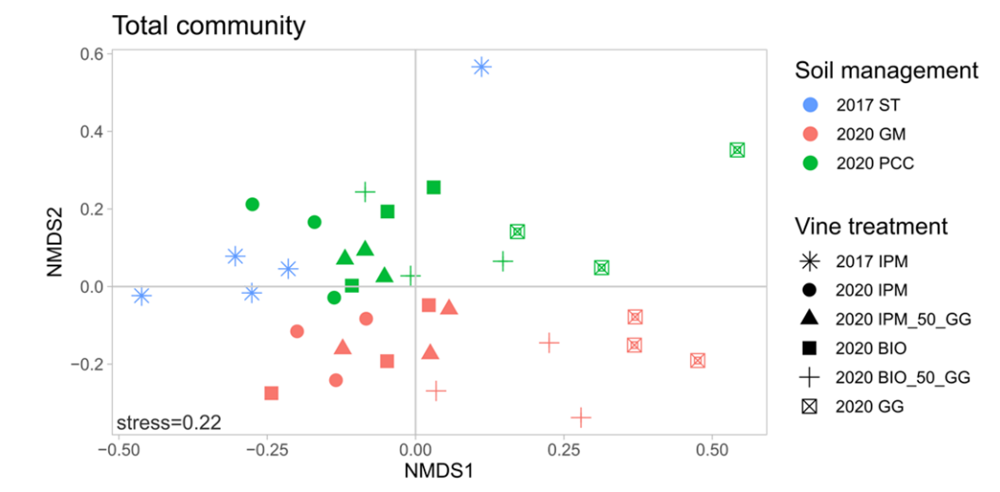 Total community
0.6
0.4
0.2
0.0
−0.2
NMDS2
stress=0.22
−0.50
−0.25
0.00
0.25
0.50
NMDS1
Soil management
2017 ST
2020 GM
2020 PCC
Vine treatment
2017 IPM
2020 IPM
2020 IPM_50_GG
2020 BIO
2020 BIO_50_GG
2020 GG